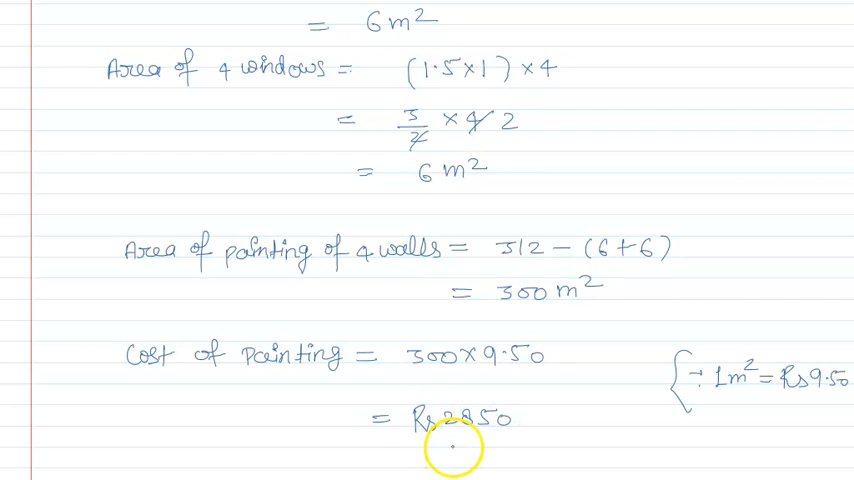 = 6 m²
Area of 4 windows = (1.5×1) × 4
= 3/2 × 4 2
= 6 m²
Area of painting of 4 walls = 312 - (6+6)
= 300 m²
Cost of Painting = 300×9.50
{ ∵ 1m² = Rs 9.50
= Rs 2850